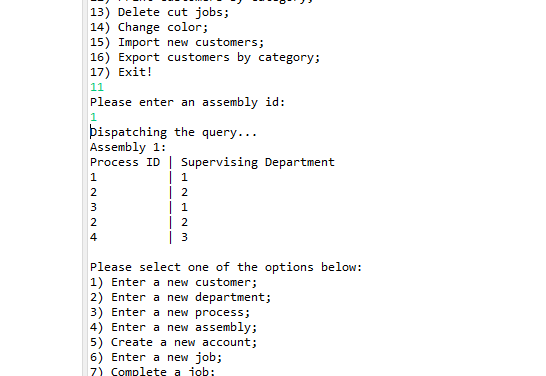 13) Delete cut jobs;
14) Change color;
15) Import new customers;
16) Export customers by category;
17) Exit!
11
Please enter an assembly id:
1
Dispatching the query...
Assembly 1:
Process ID | Supervising Department
1 | 1
2 | 2
3 | 1
2 | 2
4 | 3
Please select one of the options below:
1) Enter a new customer;
2) Enter a new department;
3) Enter a new process;
4) Enter a new assembly;
5) Create a new account;
6) Enter a new job;
7) Complete a job;